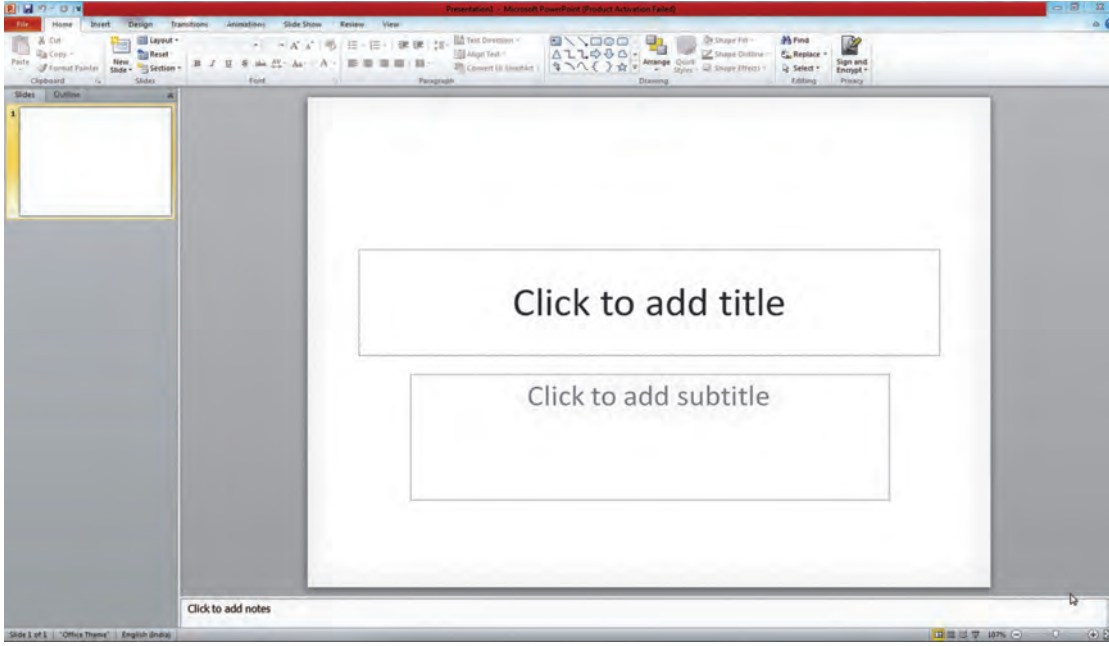 Presentation1 - Microsoft PowerPoint (Product Activation Failed)
File Home Insert Design Transitions Animations Slide Show Review View
Cut
Copy
Format Painter
Paste
Clipboard
New Slide
Layout
Reset
Section
Slides
Font
Text Direction
Align Text
Convert to SmartArt
Paragraph
Arrange
Quick Styles
Shape Fill
Shape Outline
Shape Effects
Drawing
Find
Replace
Select
Editing
Sign and Encrypt
Privacy
Slides Outline
1
Click to add title
Click to add subtitle
Click to add notes
Slide 1 of 1 "Office Theme" English (India) 107%